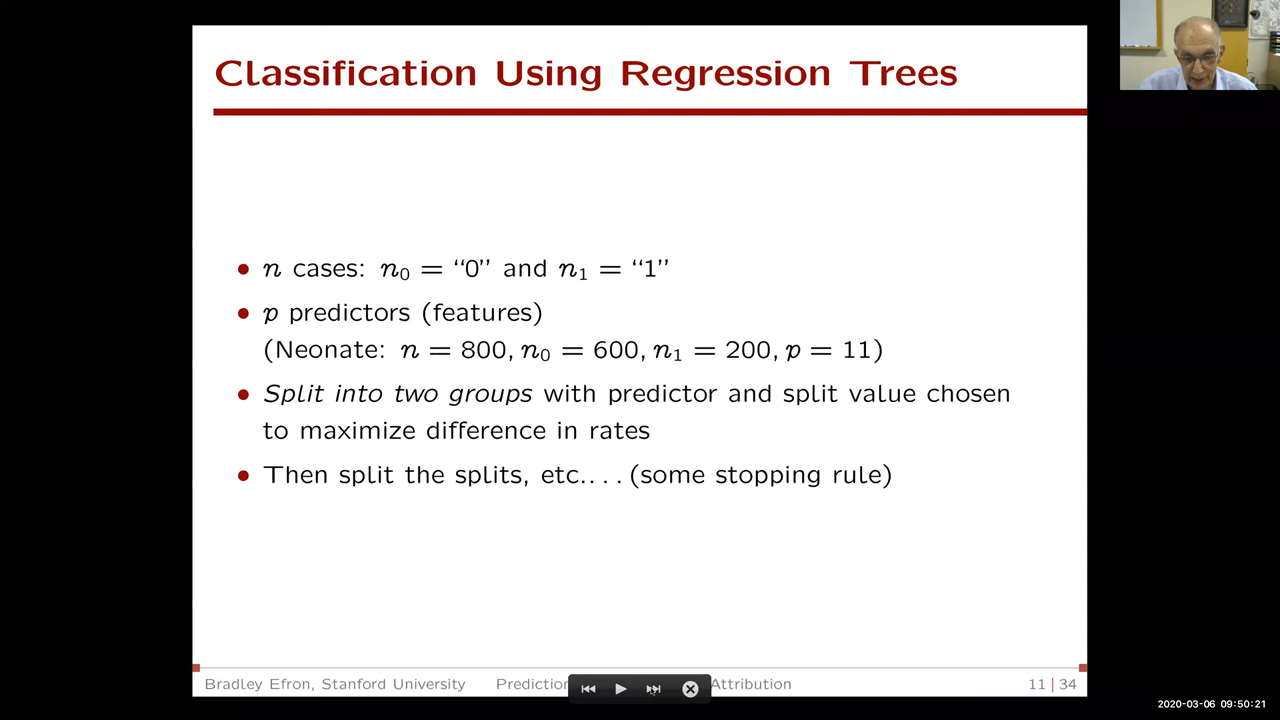 Classification Using Regression Trees
• n cases: n₀ = “0” and n₁ = “1”
• p predictors (features)
(Neonate: n = 800, n₀ = 600, n₁ = 200, p = 11)
• Split into two groups with predictor and split value chosen
to maximize difference in rates
• Then split the splits, etc.... (some stopping rule)
Bradley Efron, Stanford University Prediction Attribution 11 | 34
2020-03-06 09:50:21